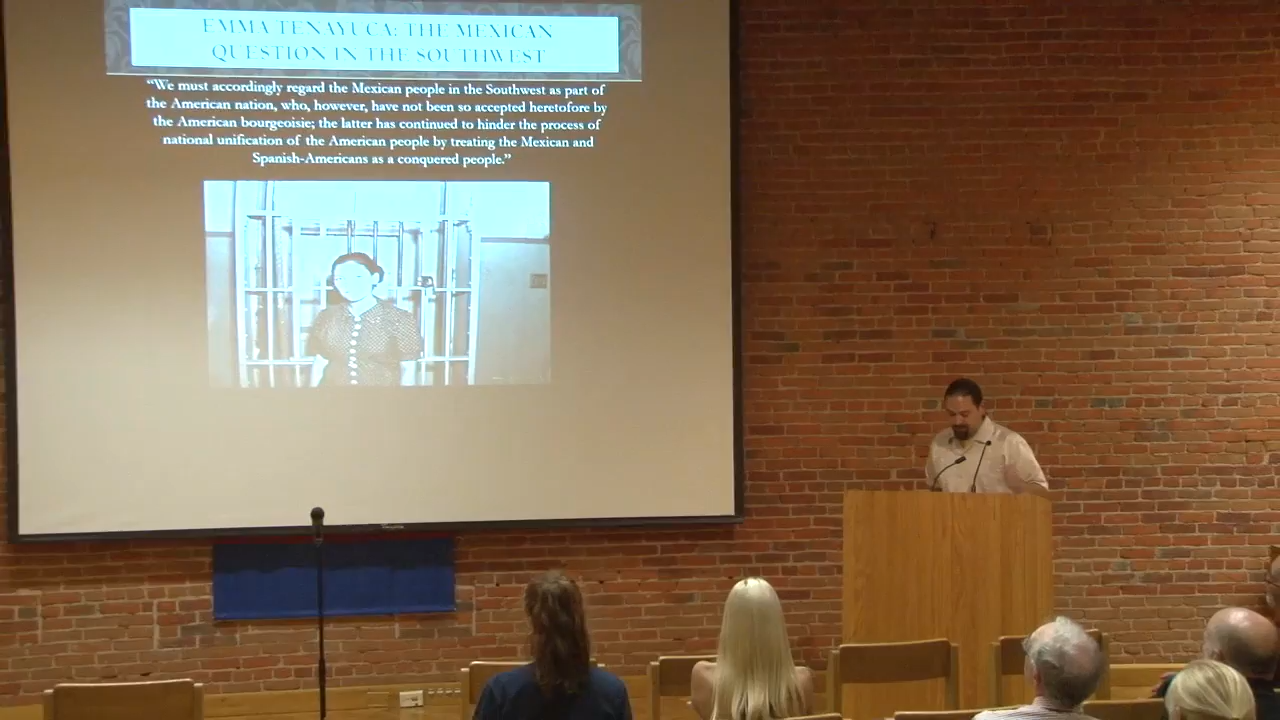 EMMA TENAYUCA: THE MEXICAN
QUESTION IN THE SOUTHWEST
“We must accordingly regard the Mexican people in the Southwest as part of
the American nation, who, however, have not been so accepted heretofore by
the American bourgeoisie; the latter has continued to hinder the process of
national unification of the American people by treating the Mexican and
Spanish-Americans as a conquered people.”